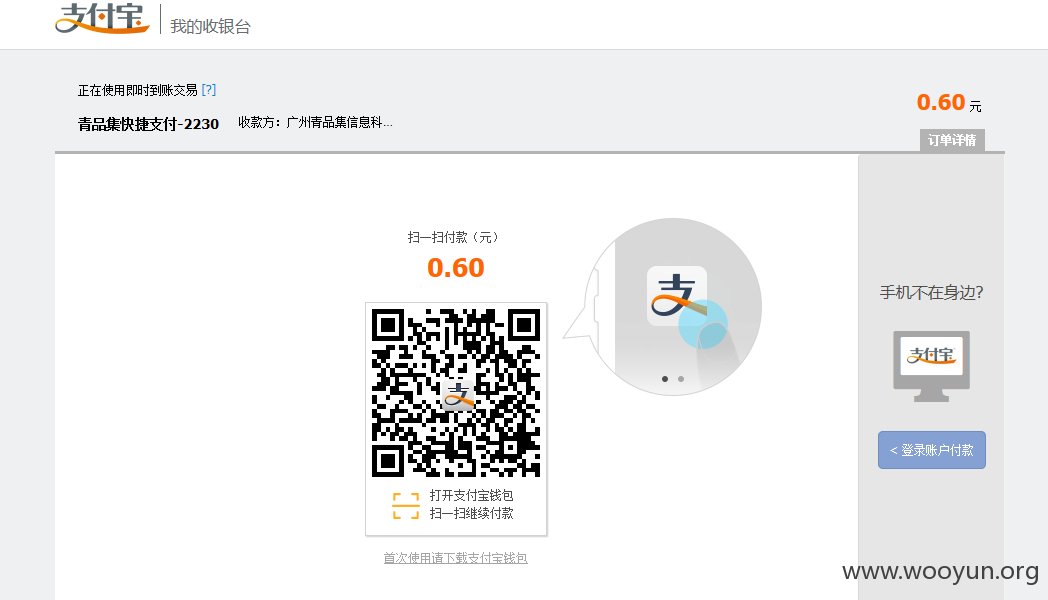 支付宝 我的收银台
正在使用即时到账交易 [?]
青品集快捷支付-2230 收款方：广州青品集信息科...
0.60 元
订单详情
扫一扫付款（元）
0.60
支
支
打开支付宝钱包
扫一扫继续付款
首次使用请下载支付宝钱包
手机不在身边?
支付宝
< 登录账户付款
www.wooyun.org